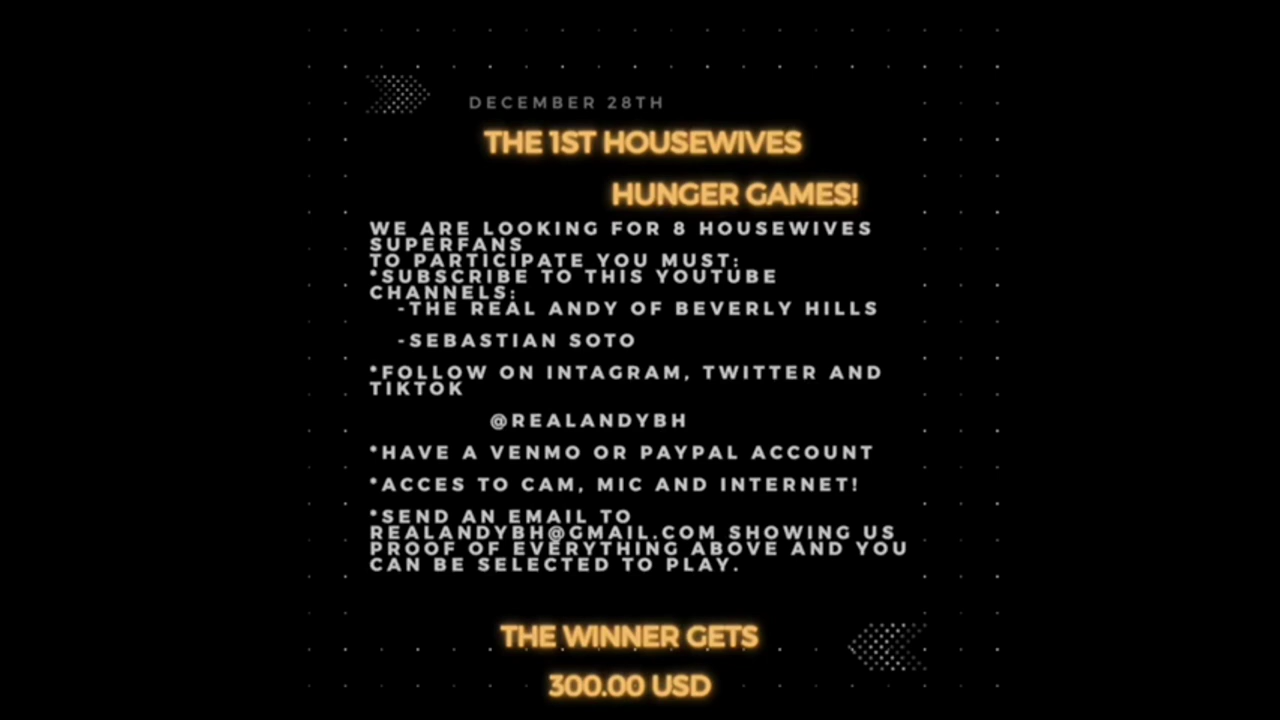 DECEMBER 28TH
THE 1ST HOUSEWIVES
HUNGER GAMES!
WE ARE LOOKING FOR 8 HOUSEWIVES
SUPERFANS
TO PARTICIPATE YOU MUST:
*SUBSCRIBE TO THIS YOUTUBE
CHANNELS:
-THE REAL ANDY OF BEVERLY HILLS
-SEBASTIAN SOTO
*FOLLOW ON INTAGRAM, TWITTER AND
TIKTOK
@REALANDYBH
*HAVE A VENMO OR PAYPAL ACCOUNT
*ACCES TO CAM, MIC AND INTERNET!
*SEND AN EMAIL TO
REALANDYBH@GMAIL.COM SHOWING US
PROOF OF EVERYTHING ABOVE AND YOU
CAN BE SELECTED TO PLAY.
THE WINNER GETS
300.00 USD